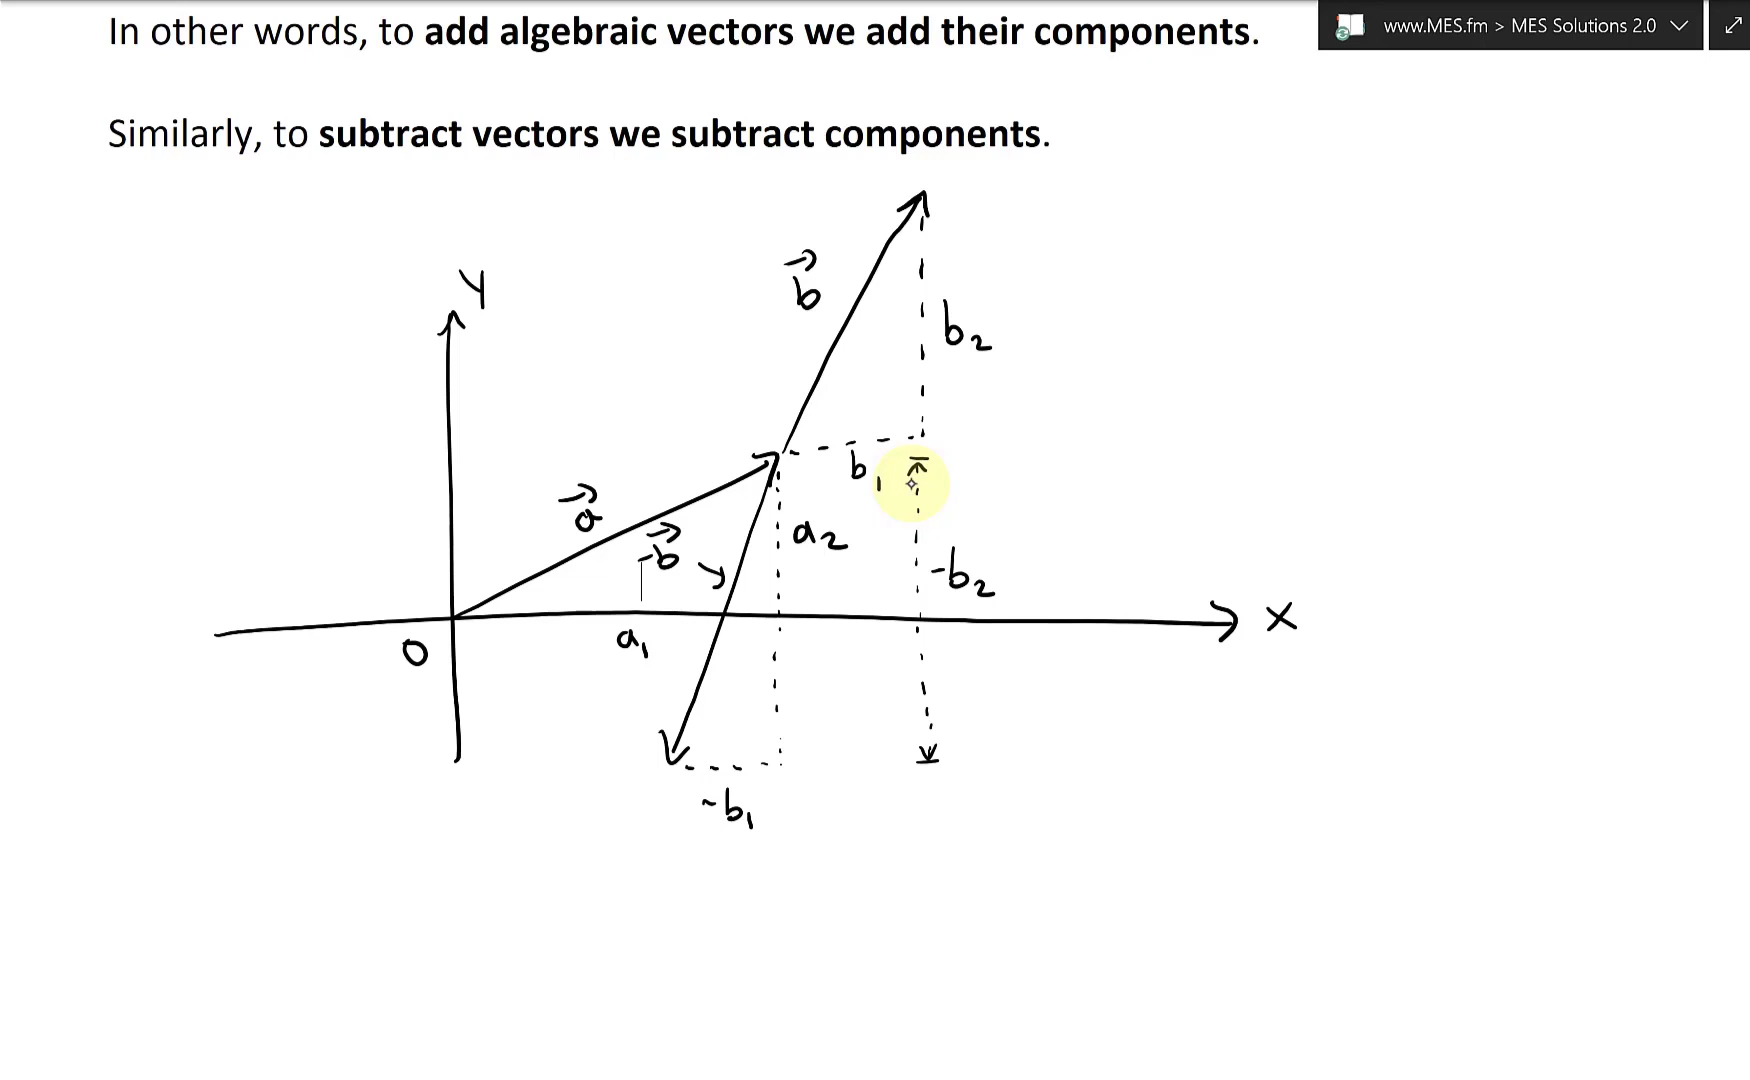 In other words, to add algebraic vectors we add their components.
www.MES.fm > MES Solutions 2.0
Similarly, to subtract vectors we subtract components.
b
Y
b2
b1
a
a2
-b
-b2
X
a1
0
-b1